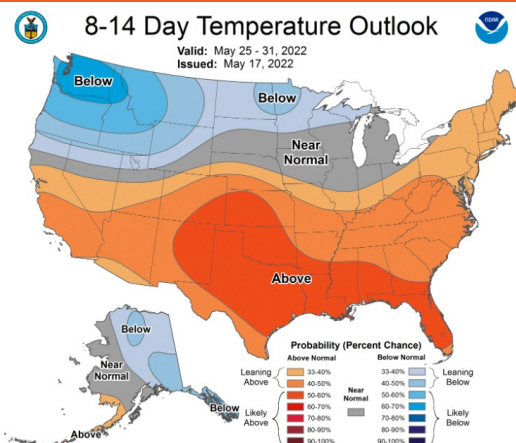 8-14 Day Temperature Outlook
NOAA
Valid: May 25 - 31, 2022
Issued: May 17, 2022
Below
Below
Near
Normal
Above
Below
Near
Normal
Below
Above
Probability (Percent Chance)
Above Normal
Below Normal
Leaning
Above
33-40%
40-50%
50-60%
60-70%
70-80%
80-90%
90-100%
Likely
Above
Near
Normal
33-40%
40-50%
50-60%
60-70%
70-80%
80-90%
90-100%
Leaning
Below
Likely
Below